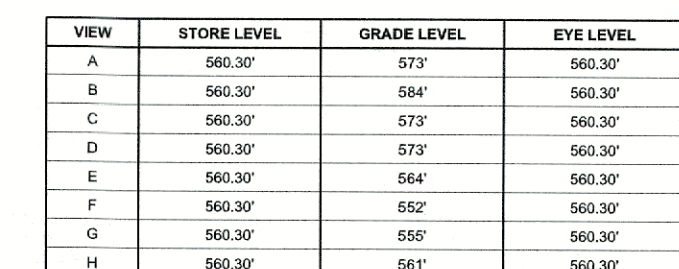 VIEW STORE LEVEL GRADE LEVEL EYE LEVEL
A 560.30' 573' 560.30'
B 560.30' 584' 560.30'
C 560.30' 573' 560.30'
D 560.30' 573' 560.30'
E 560.30' 564' 560.30'
F 560.30' 552' 560.30'
G 560.30' 555' 560.30'
H 560.30' 561' 560.30'